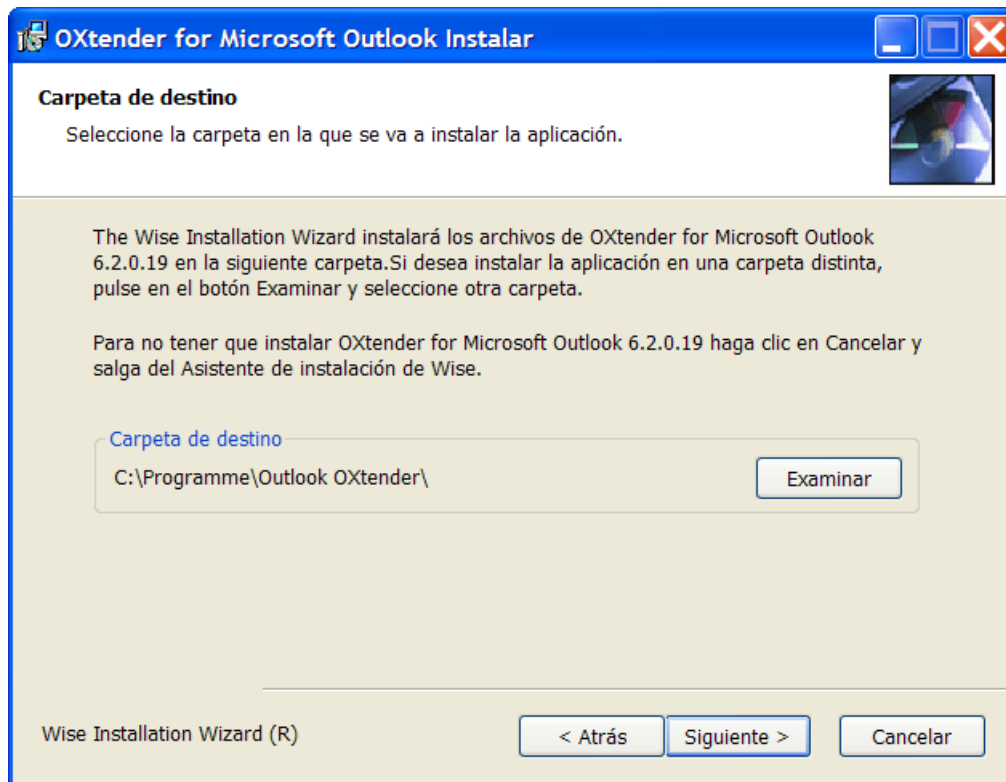 OXtender for Microsoft Outlook Instalar
Carpeta de destino
Seleccione la carpeta en la que se va a instalar la aplicación.
The Wise Installation Wizard instalará los archivos de OXtender for Microsoft Outlook
6.2.0.19 en la siguiente carpeta.Si desea instalar la aplicación en una carpeta distinta,
pulse en el botón Examinar y seleccione otra carpeta.
Para no tener que instalar OXtender for Microsoft Outlook 6.2.0.19 haga clic en Cancelar y
salga del Asistente de instalación de Wise.
Carpeta de destino
C:\Programme\Outlook OXtender\
Examinar
Wise Installation Wizard (R)
< Atrás
Siguiente >
Cancelar